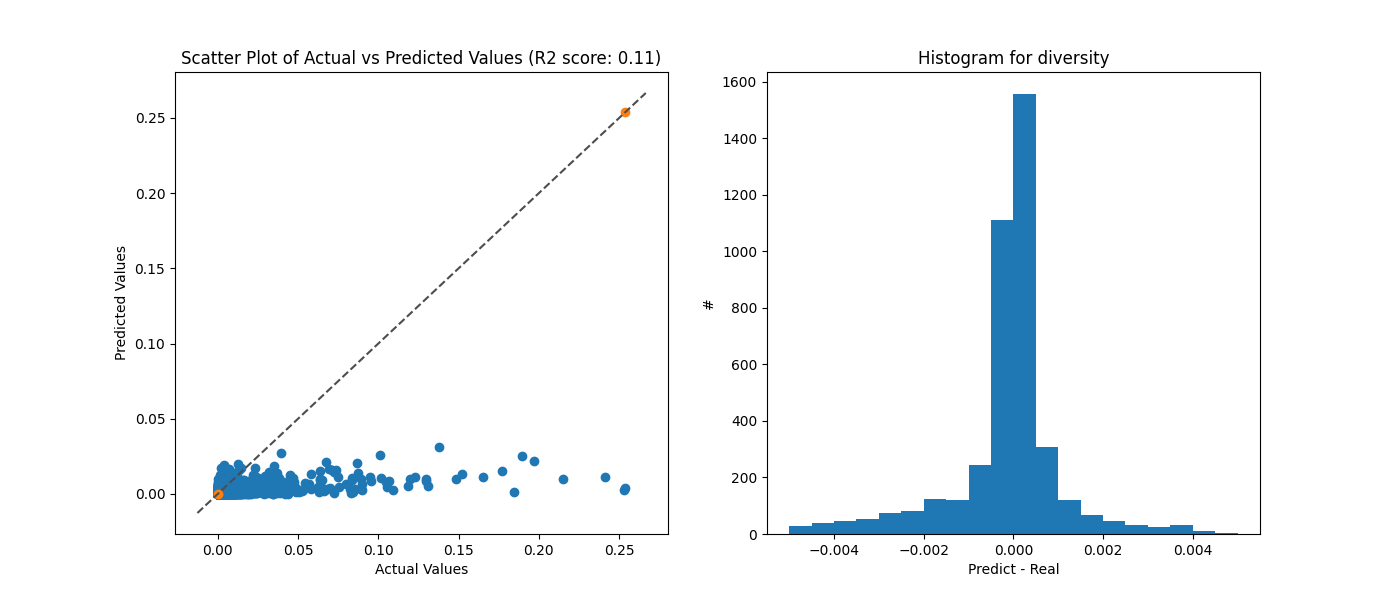 Scatter Plot of Actual vs Predicted Values (R2 score: 0.11)
Predicted Values
0.25
0.20
0.15
0.10
0.05
0.00
0.00 0.05 0.10 0.15 0.20 0.25
Actual Values
Histogram for diversity
#
1600
1400
1200
1000
800
600
400
200
0
−0.004 −0.002 0.000 0.002 0.004
Predict - Real